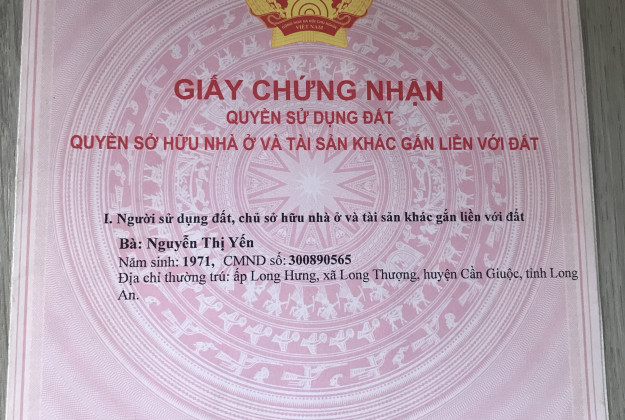 VIỆT NAM
GIẤY CHỨNG NHẬN
QUYỀN SỬ DỤNG ĐẤT
QUYỀN SỞ HỮU NHÀ Ở VÀ TÀI SẢN KHÁC GẮN LIỀN VỚI ĐẤT
I. Người sử dụng đất, chủ sở hữu nhà ở và tài sản khác gắn liền với đất
Bà: Nguyễn Thị Yến
Năm sinh: 1971, CMND số: 300890565
Địa chỉ thường trú: ấp Long Hưng, xã Long Thượng, huyện Cần Giuộc, tỉnh Long
An.